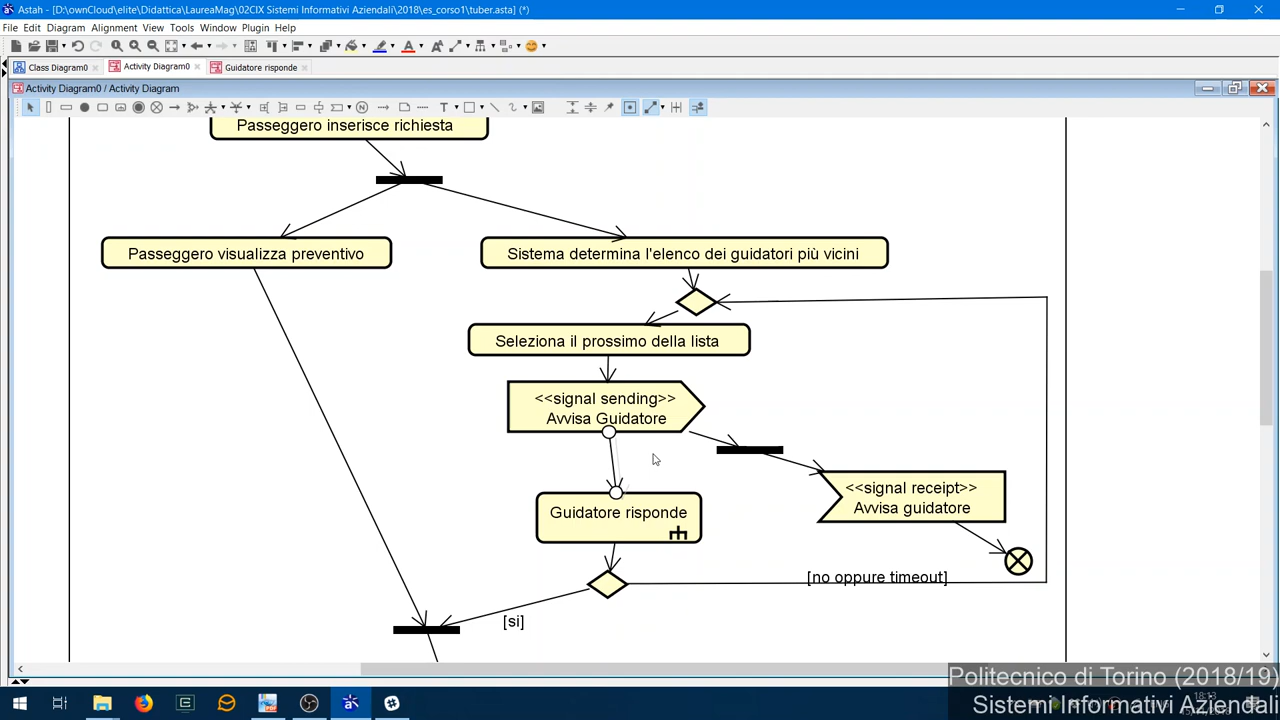 Astah - [D:\ownCloud\elite\Didattica\LaureaMag\02CIX Sistemi Informativi Aziendali\2018\es_corso1\tuber.asta] (*)
File Edit Diagram Alignment View Tools Window Plugin Help
Class Diagram0 Activity Diagram0 Guidatore risponde
Activity Diagram0 / Activity Diagram
Passeggero inserisce richiesta
Passeggero visualizza preventivo
Sistema determina l'elenco dei guidatori più vicini
Seleziona il prossimo della lista
<<signal sending>>
Avvisa Guidatore
<<signal receipt>>
Avvisa guidatore
Guidatore risponde
[no oppure timeout]
[si]
Politecnico di Torino (2018/19)
18:13
Sistemi Informativi Aziendali